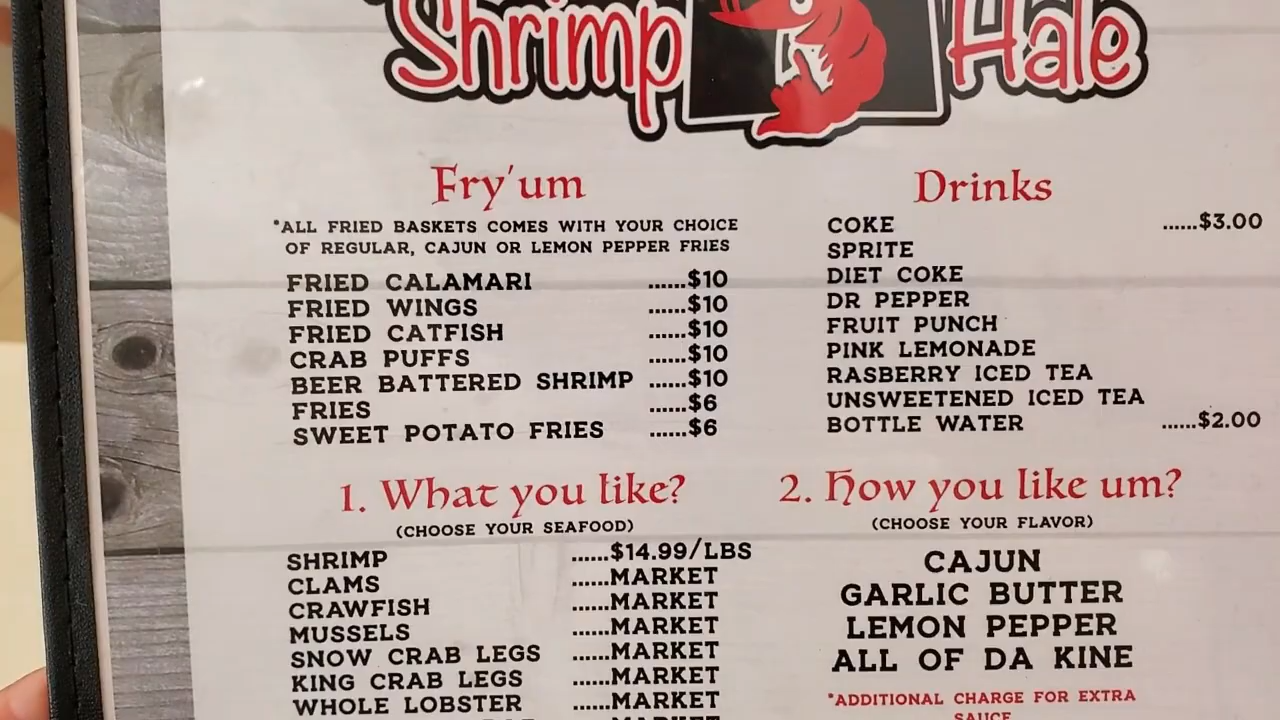 Shrimp Hale
Fry'um
*ALL FRIED BASKETS COMES WITH YOUR CHOICE
OF REGULAR, CAJUN OR LEMON PEPPER FRIES
FRIED CALAMARI ......$10
FRIED WINGS ......$10
FRIED CATFISH ......$10
CRAB PUFFS ......$10
BEER BATTERED SHRIMP ......$10
FRIES ......$6
SWEET POTATO FRIES ......$6
Drinks
COKE ......$3.00
SPRITE
DIET COKE
DR PEPPER
FRUIT PUNCH
PINK LEMONADE
RASBERRY ICED TEA
UNSWEETENED ICED TEA
BOTTLE WATER ......$2.00
1. What you like?
(CHOOSE YOUR SEAFOOD)
SHRIMP ......$14.99/LBS
CLAMS ......MARKET
CRAWFISH ......MARKET
MUSSELS ......MARKET
SNOW CRAB LEGS ......MARKET
KING CRAB LEGS ......MARKET
WHOLE LOBSTER ......MARKET
2. How you like um?
(CHOOSE YOUR FLAVOR)
CAJUN
GARLIC BUTTER
LEMON PEPPER
ALL OF DA KINE
*ADDITIONAL CHARGE FOR EXTRA
SAUCE